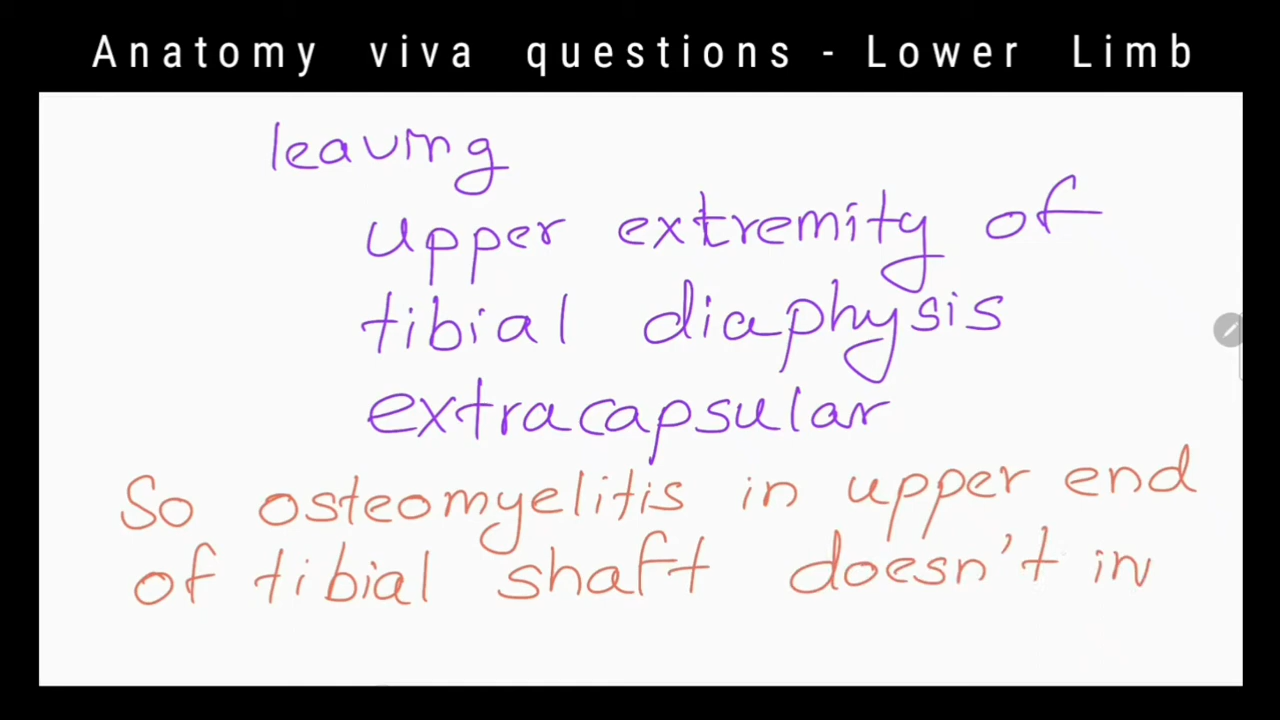 Anatomy viva questions - Lower Limb
leaving
upper extremity of
tibial diaphysis
extracapsular
So osteomyelitis in upper end
of tibial shaft doesn't in